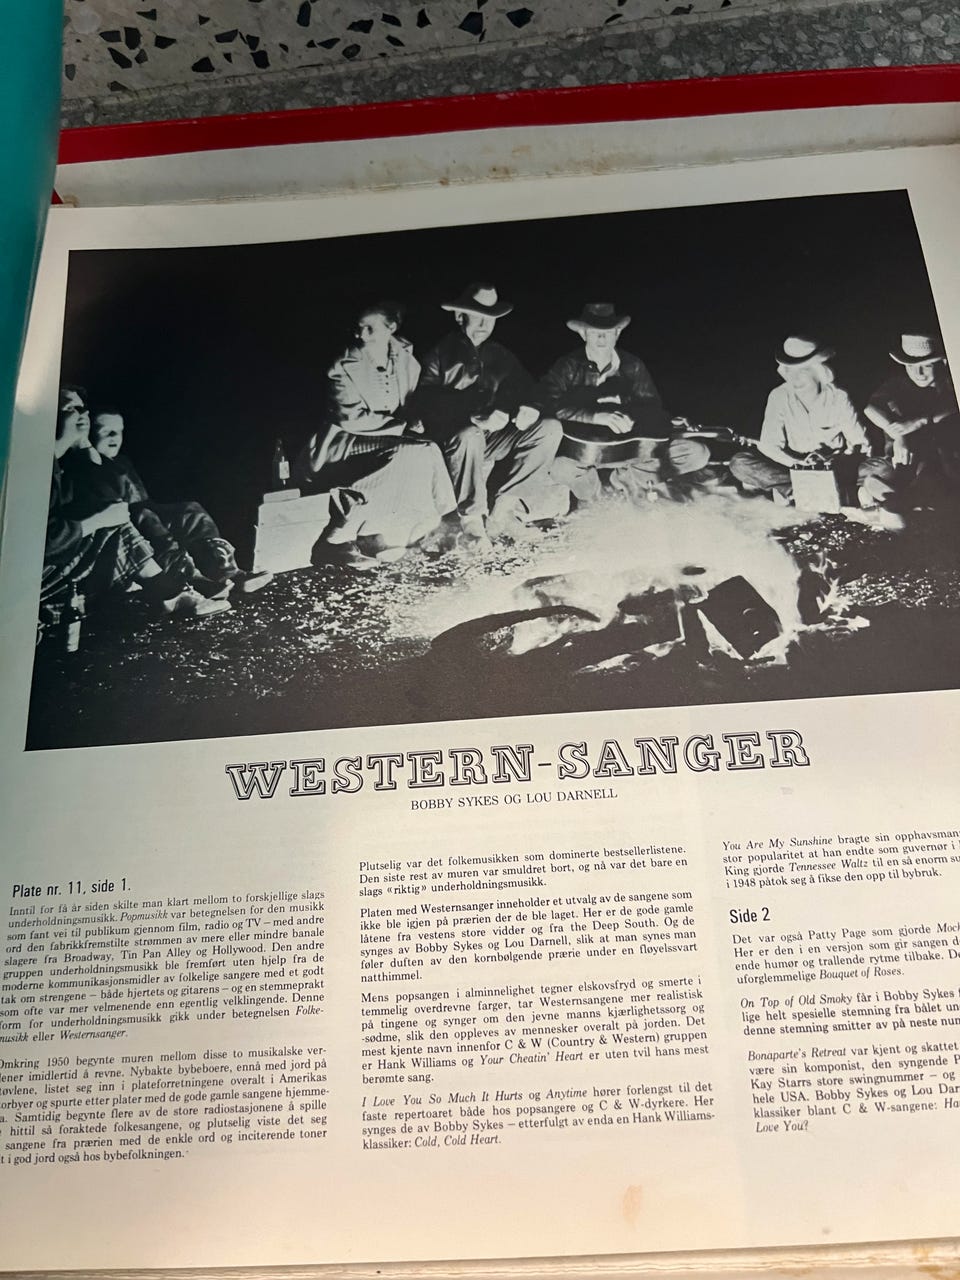 WESTERN-SANGER
BOBBY SYKES OG LOU DARNELL
Plate nr. 11, side 1.
Inntil for få år siden skilte man klart mellom to forskjellige slags
underholdningsmusikk. Popmusikk var betegnelsen for den musikk
som fant vei til publikum gjennom film, radio og TV – med andre
ord den fabrikkfremstilte strømmen av mere eller mindre banale
slagere fra Broadway, Tin Pan Alley og Hollywood. Den andre
gruppen underholdningsmusikk ble fremført uten hjelp fra de
moderne kommunikasjonsmidler av folkelige sangere med et godt
tak om strengene – både hjertets og gitarens – og en stemmeprakt
som ofte var mer velmenende enn egentlig velklingende. Denne
form for underholdningsmusikk gikk under betegnelsen Folke-
musikk eller Westernsanger.
Omkring 1950 begynte muren mellom disse to musikalske ver-
dener imidlertid å revne. Nybakte bybeboere, ennå med jord på
støvlene, listet seg inn i plateforretningene overalt i Amerikas
storbyer og spurte etter plater med de gode gamle sangene hjemme-
a. Samtidig begynte flere av de store radiostasjonene å spille
hittil så foraktede folkesangene, og plutselig viste det seg
sangene fra prærien med de enkle ord og inciterende toner
t i god jord også hos bybefolkningen.
Plutselig var det folkemusikken som dominerte bestsellerlistene.
Den siste rest av muren var smuldret bort, og nå var det bare en
slags «riktig» underholdningsmusikk.
Platen med Westernsanger inneholder et utvalg av de sangene som
ikke ble igjen på prærien der de ble laget. Her er de gode gamle
låtene fra vestens store vidder og fra the Deep South. Og de
synges av Bobby Sykes og Lou Darnell, slik at man synes man
føler duften av den kornbølgende prærie under en fløyelssvart
natthimmel.
Mens popsangen i alminnelighet tegner elskovsfryd og smerte i
temmelig overdrevne farger, tar Westernsangene mer realistisk
på tingene og synger om den jevne manns kjærlighetssorg og
-sødme, slik den oppleves av mennesker overalt på jorden. Det
mest kjente navn innenfor C & W (Country & Western) gruppen
er Hank Williams og Your Cheatin' Heart er uten tvil hans mest
berømte sang.
I Love You So Much It Hurts og Anytime hører forlengst til det
faste repertoaret både hos popsangere og C & W-dyrkere. Her
synges de av Bobby Sykes – etterfulgt av enda en Hank Williams-
klassiker: Cold, Cold Heart.
You Are My Sunshine bragte sin opphavsman
stor popularitet at han endte som guvernør i
King gjorde Tennessee Waltz til en så enorm su
i 1948 påtok seg å fikse den opp til bybruk.
Side 2
Det var også Patty Page som gjorde Mock
Her er den i en versjon som gir sangen d
ende humør og trallende rytme tilbake. De
uforglemmelige Bouquet of Roses.
On Top of Old Smoky får i Bobby Sykes
lige helt spesielle stemning fra bålet un
denne stemning smitter av på neste num
Bonaparte's Retreat var kjent og skattet
være sin komponist, den syngende P
Kay Starrs store swingnummer – og
hele USA. Bobby Sykes og Lou Dar
klassiker blant C & W-sangene: Ha
Love You?